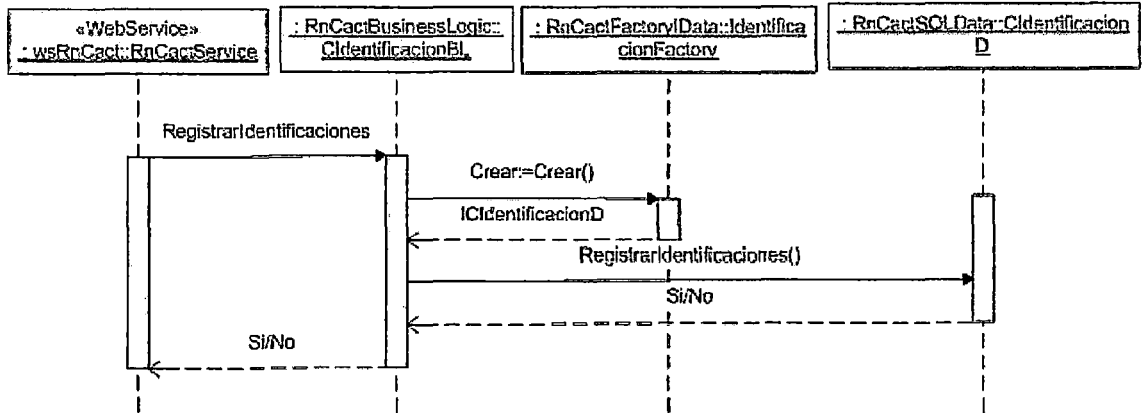 «WebService»
: wsRnCact::RnCactService
: RnCactBusinessLogic::
CIdentificacionBL
: RnCactFactoryIData::Identifica
cionFactory
: RnCactSQLData::CIdentificacion
D
RegistrarIdentificaciones
Crear:=Crear()
ICIdentificacionD
RegistrarIdentificaciones()
Si/No
Si/No